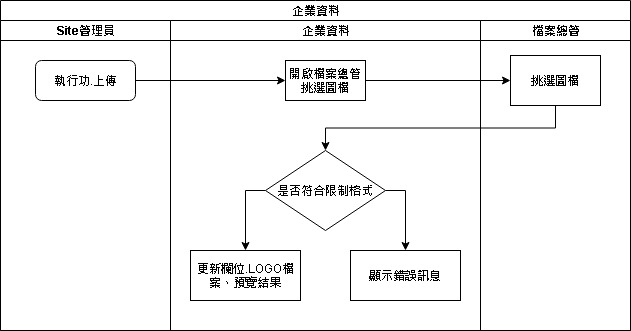 企業資料
Site管理員
企業資料
檔案總管
執行功.上傳
開啟檔案總管
挑選圖檔
挑選圖檔
是否符合限制格式
更新欄位.LOGO檔
案、預覽結果
顯示錯誤訊息